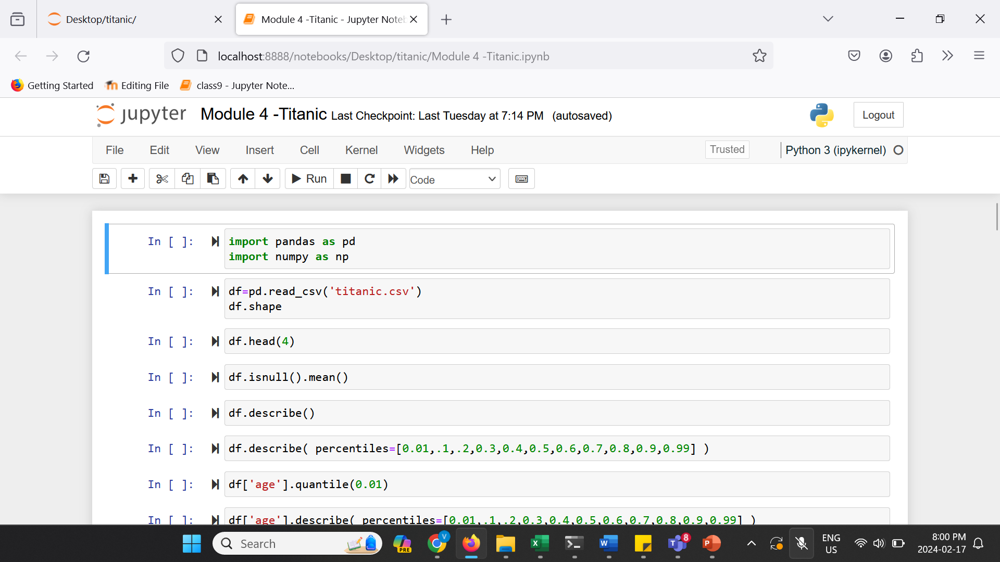 Desktop/titanic/
Module 4 -Titanic - Jupyter Noteb
localhost:8888/notebooks/Desktop/titanic/Module 4 -Titanic.ipynb
Getting Started
Editing File
class9 - Jupyter Note...
jupyter
Module 4 -Titanic Last Checkpoint: Last Tuesday at 7:14 PM (autosaved)
Logout
File Edit View Insert Cell Kernel Widgets Help
Trusted
Python 3 (ipykernel)
Run
Code
In [ ]: import pandas as pd
import numpy as np
In [ ]: df=pd.read_csv('titanic.csv')
df.shape
In [ ]: df.head(4)
In [ ]: df.isnull().mean()
In [ ]: df.describe()
In [ ]: df.describe( percentiles=[0.01,.1,.2,0.3,0.4,0.5,0.6,0.7,0.8,0.9,0.99] )
In [ ]: df['age'].quantile(0.01)
In [ ]: df['age'].describe( percentiles=[0.01,.1,.2,0.3,0.4,0.5,0.6,0.7,0.8,0.9,0.99] )
Search
PRE
V
X
W
T
8
P
ENG
US
8:00 PM
2024-02-17